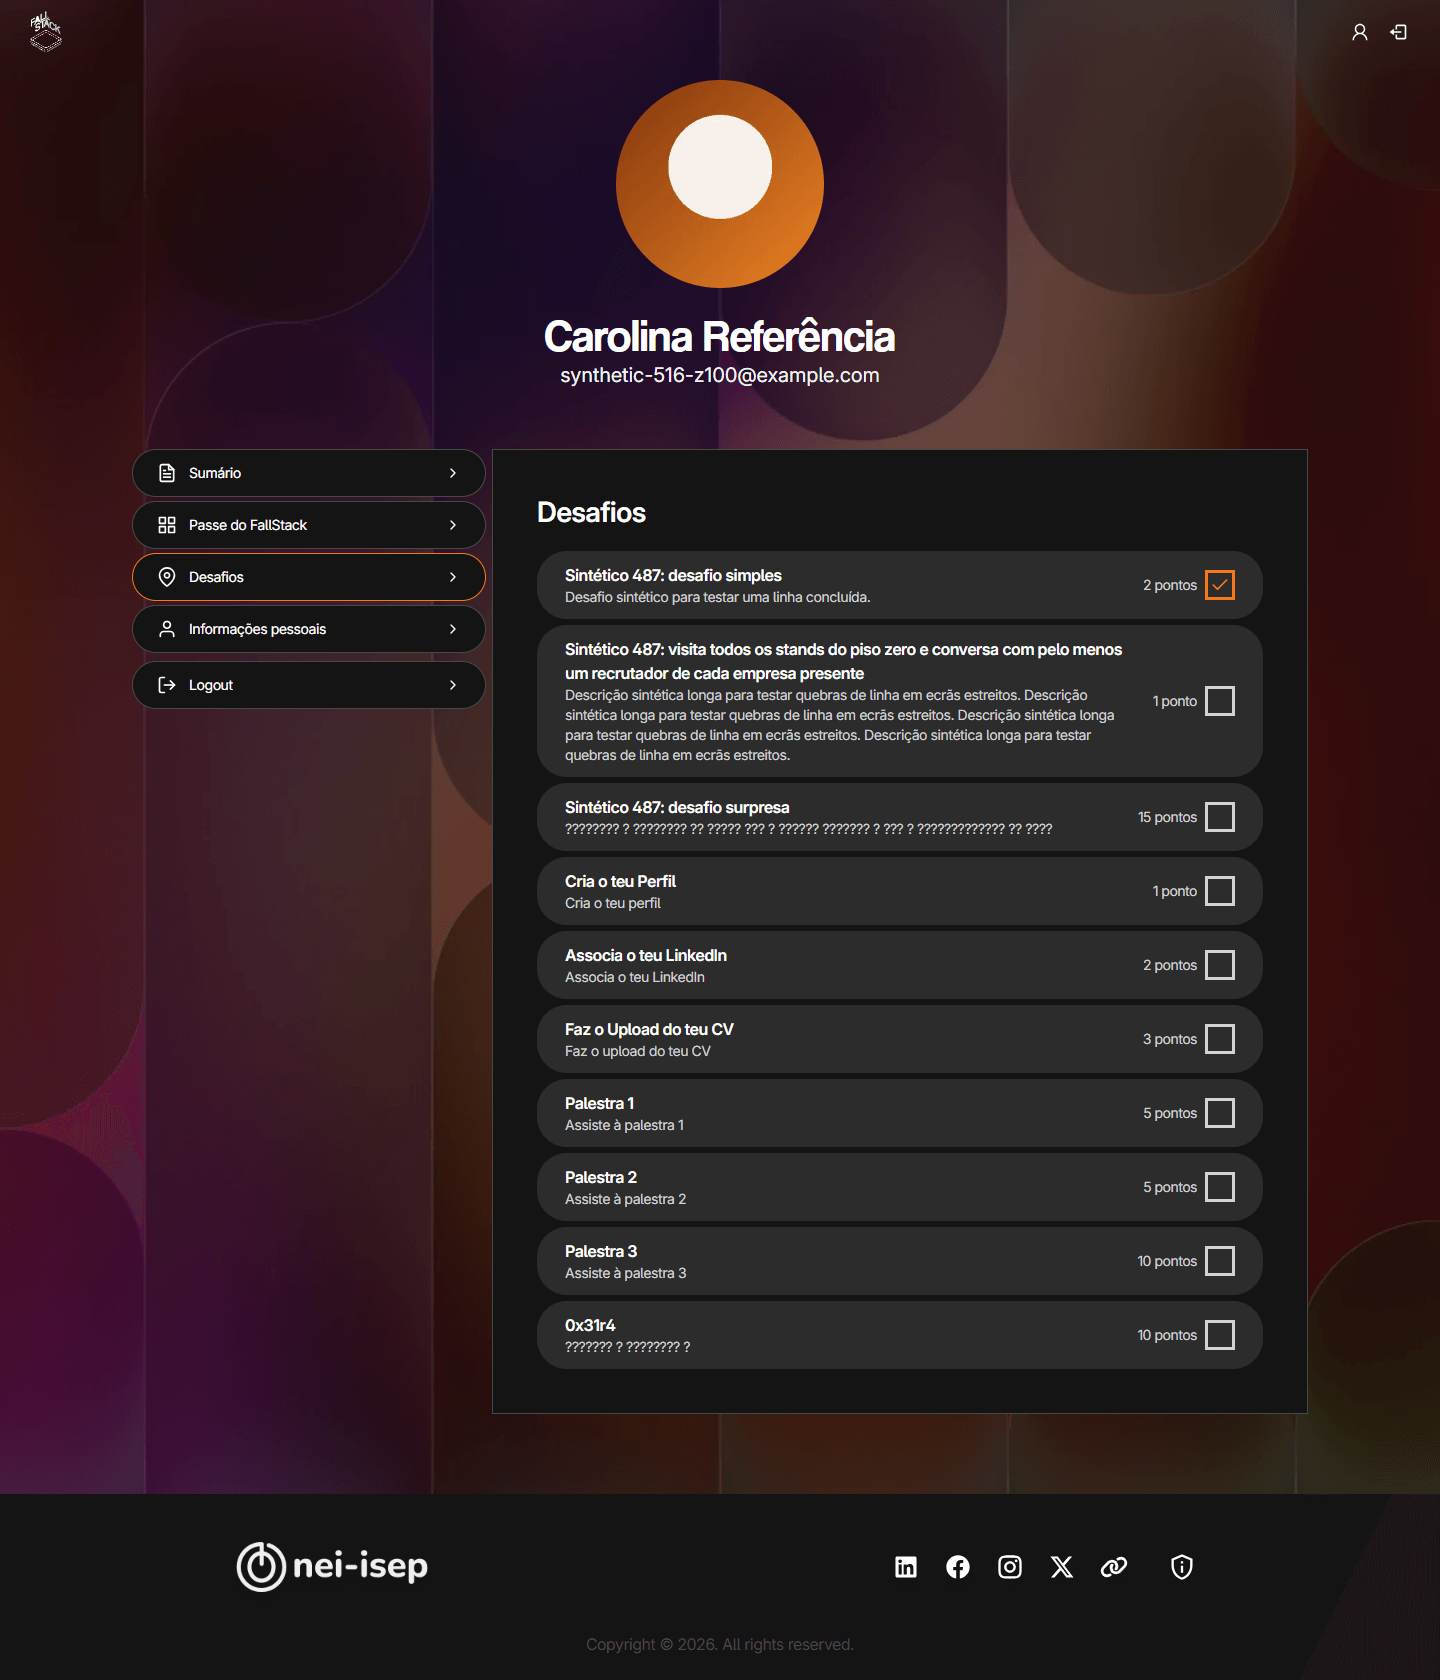 FALL
STACK
Carolina Referência
synthetic-516-z100@example.com
Sumário
Passe do FallStack
Desafios
Informações pessoais
Logout
Desafios
Sintético 487: desafio simples
Desafio sintético para testar uma linha concluída.
2 pontos
Sintético 487: visita todos os stands do piso zero e conversa com pelo menos
um recrutador de cada empresa presente
Descrição sintética longa para testar quebras de linha em ecrãs estreitos. Descrição
sintética longa para testar quebras de linha em ecrãs estreitos. Descrição sintética longa
para testar quebras de linha em ecrãs estreitos. Descrição sintética longa para testar
quebras de linha em ecrãs estreitos.
1 ponto
Sintético 487: desafio surpresa
???????? ? ???????? ?? ????? ??? ? ?????? ??????? ? ??? ? ????????????? ?? ????
15 pontos
Cria o teu Perfil
Cria o teu perfil
1 ponto
Associa o teu LinkedIn
Associa o teu LinkedIn
2 pontos
Faz o Upload do teu CV
Faz o upload do teu CV
3 pontos
Palestra 1
Assiste à palestra 1
5 pontos
Palestra 2
Assiste à palestra 2
5 pontos
Palestra 3
Assiste à palestra 3
10 pontos
0x31r4
??????? ? ???????? ?
10 pontos
nei-isep
Copyright © 2026. All rights reserved.